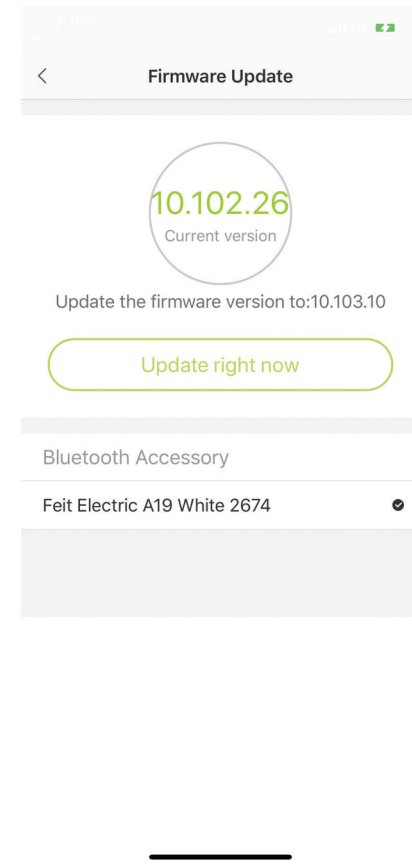 Firmware Update
10.102.26
Current version
Update the firmware version to:10.103.10
Update right now
Bluetooth Accessory
Feit Electric A19 White 2674